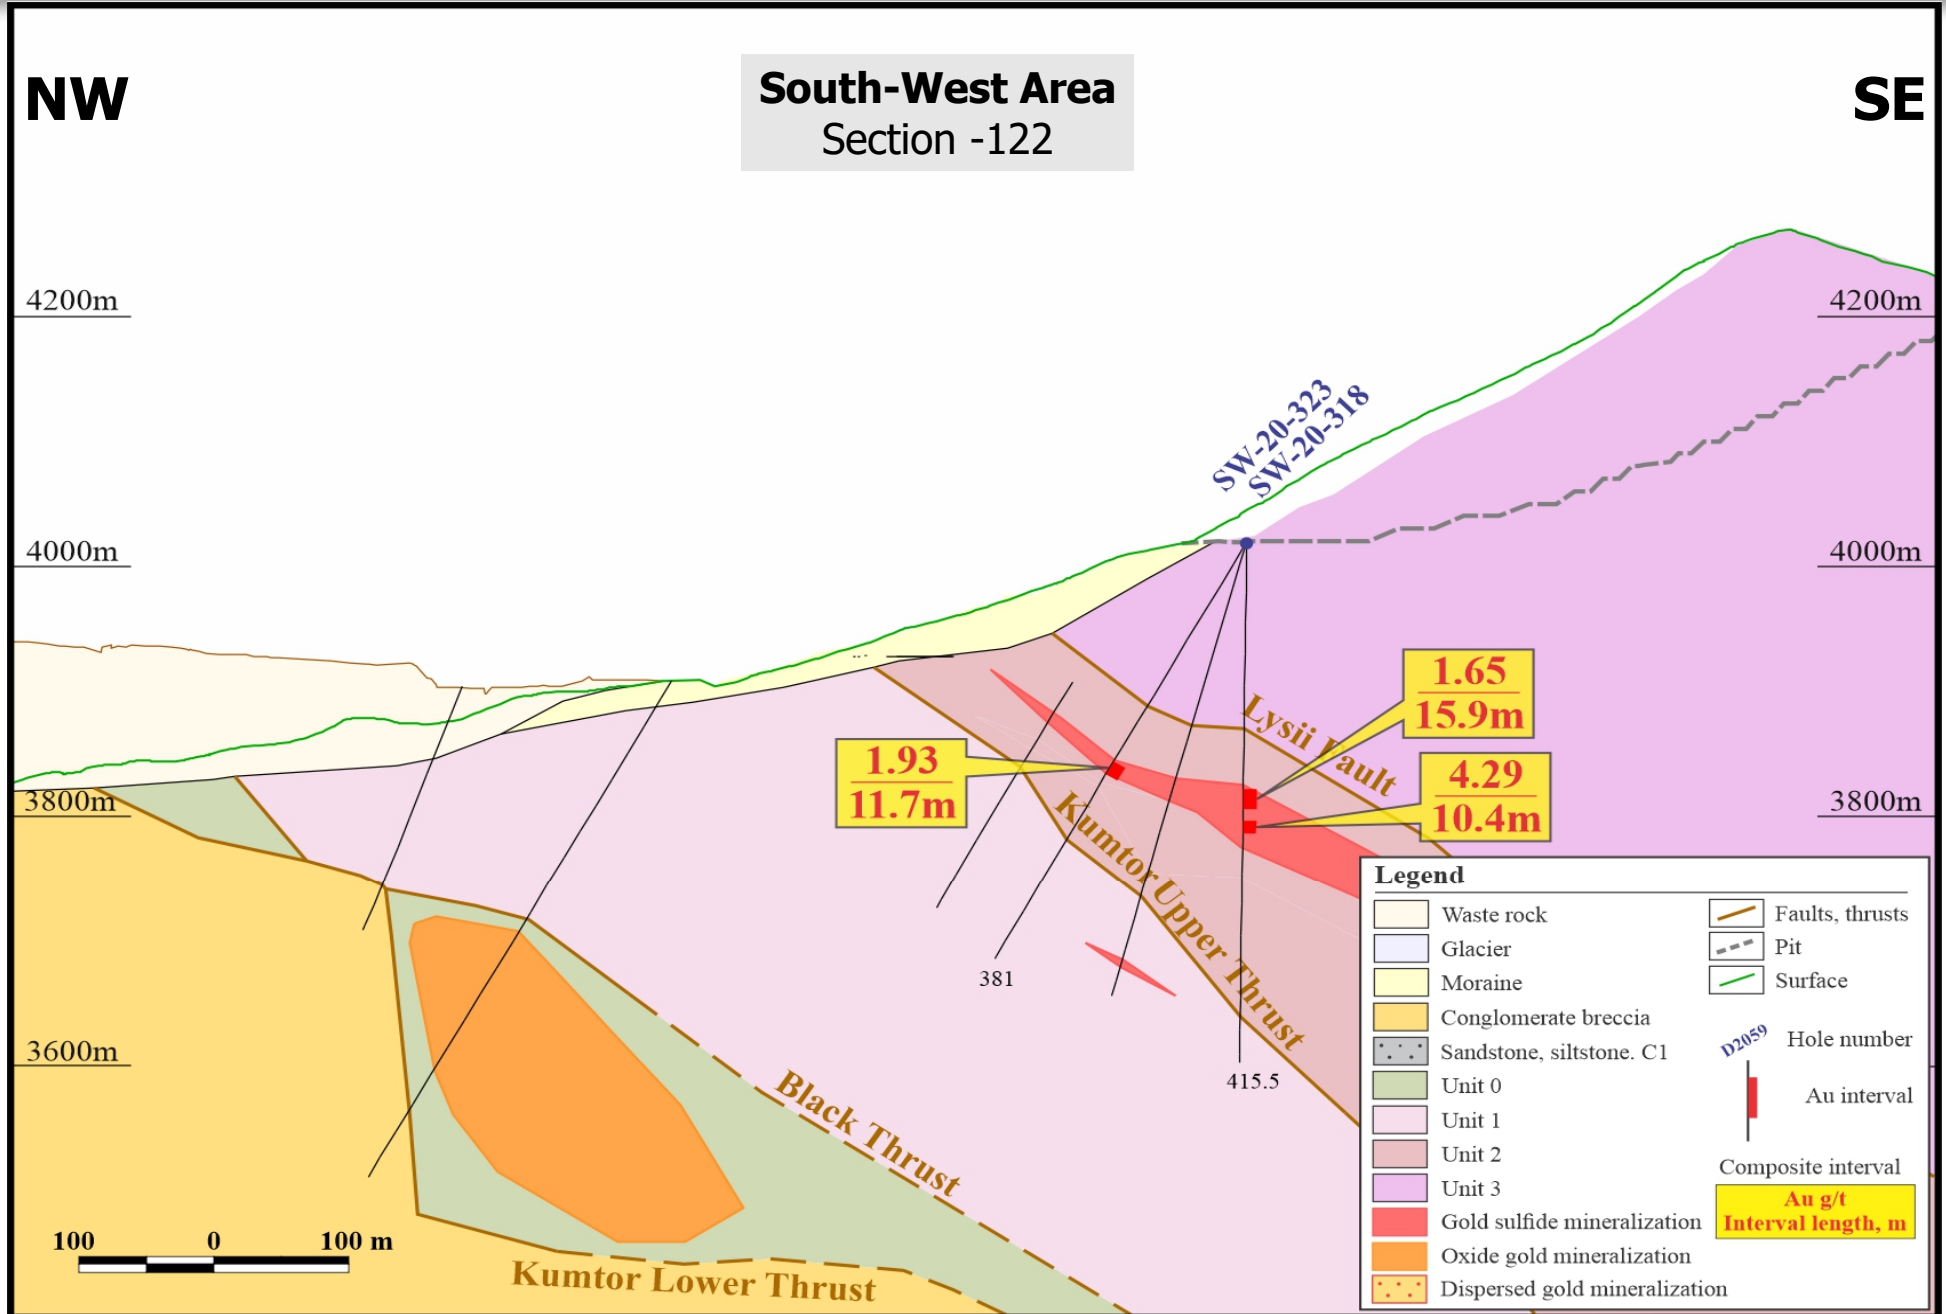 NW
South-West Area
Section -122
SE
4200m
4200m
SW-20-323
SW-20-318
4000m
4000m
1.65
15.9m
Lysii Fault
1.93
11.7m
4.29
10.4m
3800m
3800m
Kumtor Upper Thrust
381
3600m
415.5
Black Thrust
100 0 100 m
Kumtor Lower Thrust
Legend
Waste rock
Glacier
Moraine
Conglomerate breccia
Sandstone, siltstone. C1
Unit 0
Unit 1
Unit 2
Unit 3
Gold sulfide mineralization
Oxide gold mineralization
Dispersed gold mineralization
Faults, thrusts
Pit
Surface
D2059
Hole number
Au interval
Composite interval
Au g/t
Interval length, m